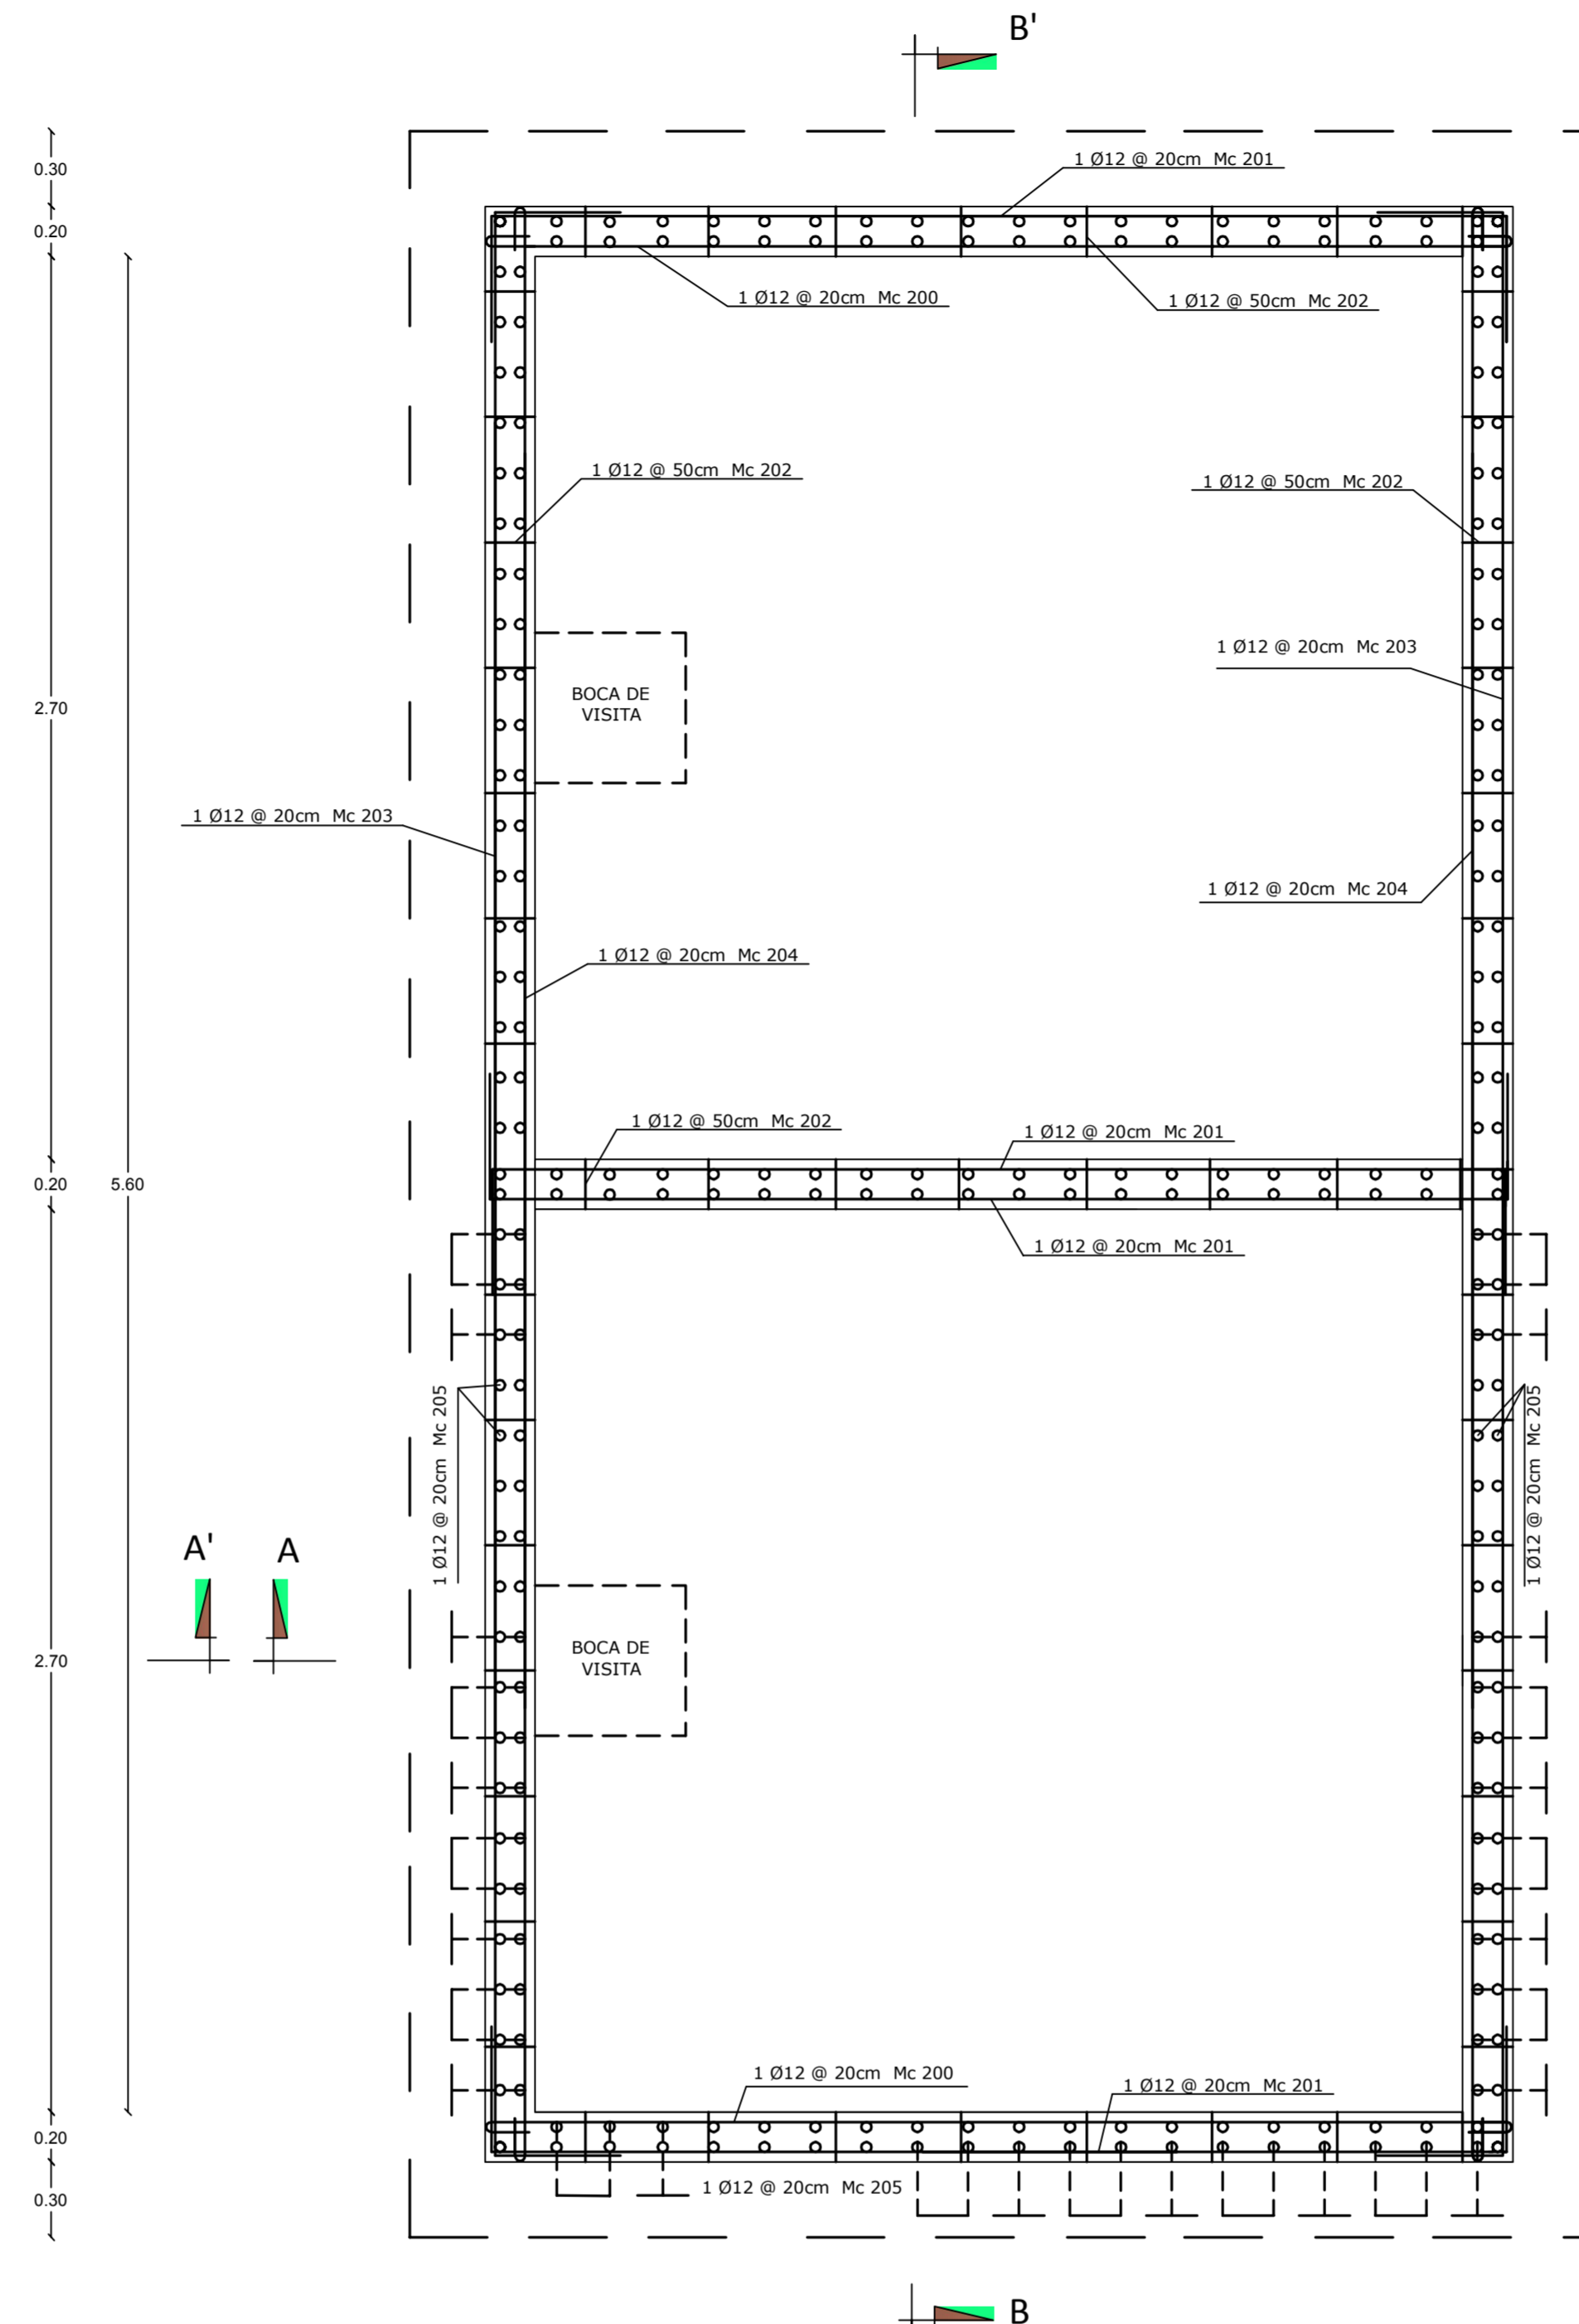 B'
0.30
1 Ø12 @ 20cm Mc 201
0.20
1 Ø12 @ 20cm Mc 200
1 Ø12 @ 50cm Mc 202
1 Ø12 @ 50cm Mc 202
1 Ø12 @ 50cm Mc 202
1 Ø12 @ 20cm Mc 203
BOCA DE
VISITA
2.70
1 Ø12 @ 20cm Mc 203
1 Ø12 @ 20cm Mc 204
1 Ø12 @ 20cm Mc 204
1 Ø12 @ 50cm Mc 202
1 Ø12 @ 20cm Mc 201
0.20
5.60
1 Ø12 @ 20cm Mc 201
1 Ø12 @ 20cm Mc 205
1 Ø12 @ 20cm Mc 205
A'
A
BOCA DE
VISITA
2.70
1 Ø12 @ 20cm Mc 200
1 Ø12 @ 20cm Mc 201
0.20
1 Ø12 @ 20cm Mc 205
0.30
B